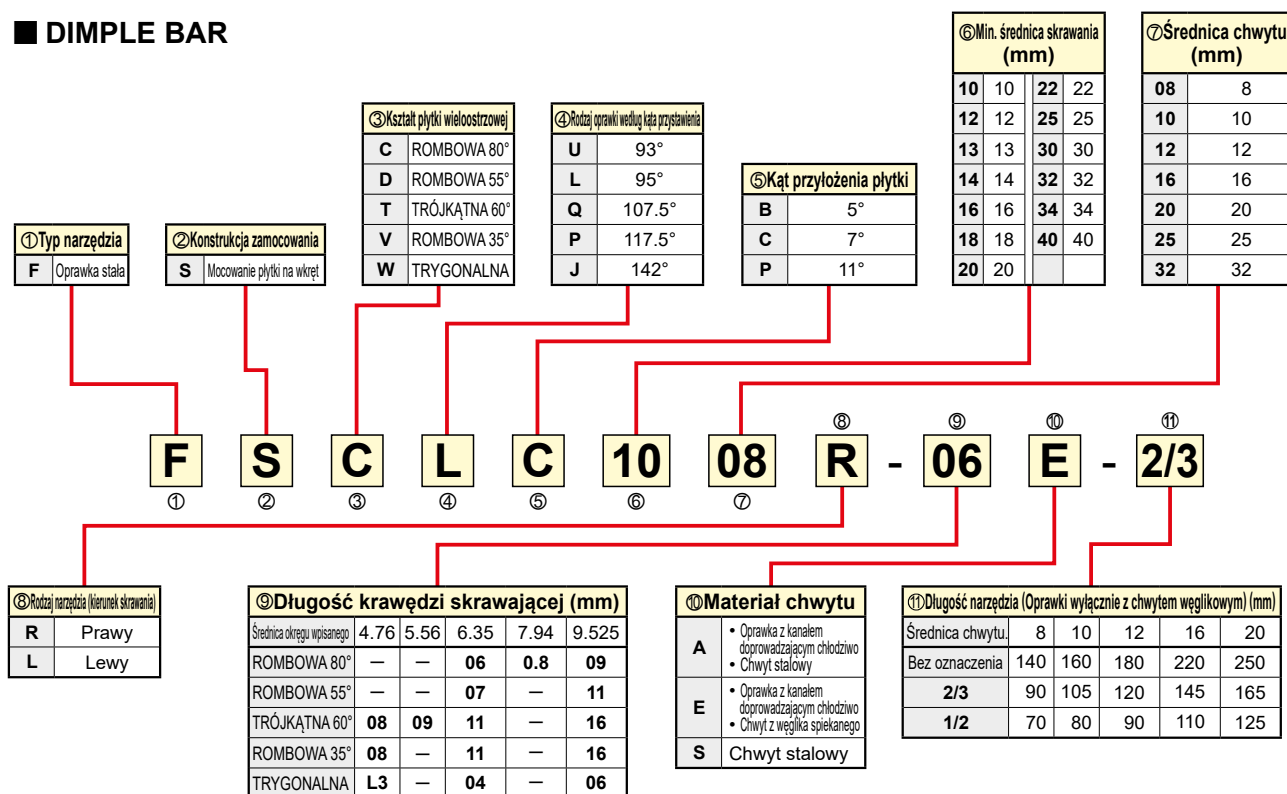 ■ DIMPLE BAR
①Typ narzędzia
F Oprawka stała
②Konstrukcja zamocowania
S Mocowanie płytki na wkręt
③Kształt płytki wieloostrzowej
C ROMBOWA 80°
D ROMBOWA 55°
T TRÓJKĄTNA 60°
V ROMBOWA 35°
W TRYGONALNA
④Rodzaj oprawki według kąta przystawienia
U 93°
L 95°
Q 107.5°
P 117.5°
J 142°
⑤Kąt przyłożenia płytki
B 5°
C 7°
P 11°
⑥Min. średnica skrawania
(mm)
10 10 22 22
12 12 25 25
13 13 30 30
14 14 32 32
16 16 34 34
18 18 40 40
20 20
⑦Średnica chwytu
(mm)
08 8
10 10
12 12
16 16
20 20
25 25
32 32
⑧ ⑨ ⑩ ⑪
F S C L C 10 08 R - 06 E - 2/3
① ② ③ ④ ⑤ ⑥ ⑦
⑧Rodzaj narzędzia (kierunek skrawania)
R Prawy
L Lewy
⑨Długość krawędzi skrawającej (mm)
Średnica okręgu wpisanego 4.76 5.56 6.35 7.94 9.525
ROMBOWA 80° — — 06 0.8 09
ROMBOWA 55° — — 07 11
TRÓJKĄTNA 60° 08 09 11 — 16
ROMBOWA 35° 08 — 11 — 16
TRYGONALNA L3 — 04 — 06
⑩Materiał chwytu
A • Oprawka z kanałem
doprowadzającym chłodziwo
• Chwyt stalowy
E • Oprawka z kanałem
doprowadzającym chłodziwo
• Chwyt z węglika spiekanego
S Chwyt stalowy
⑪Długość narzędzia (Oprawki wyłącznie z chwytem węglikowym) (mm)
Średnica chwytu. 8 10 12 16 20
Bez oznaczenia 140 160 180 220 250
2/3 90 105 120 145 165
1/2 70 80 90 110 125